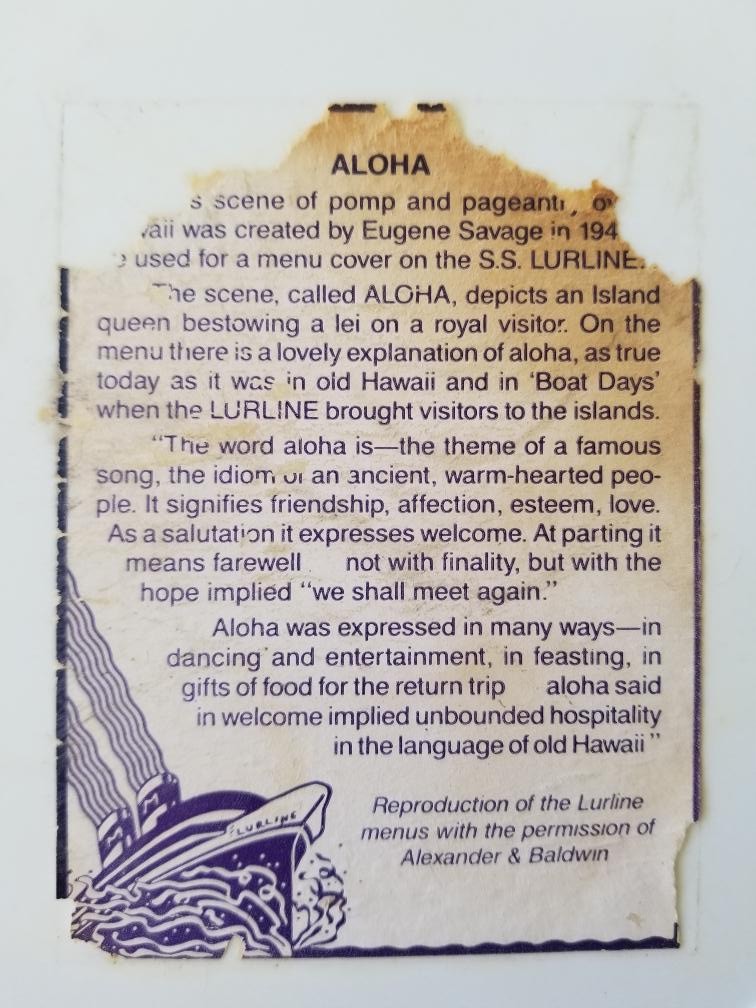 ALOHA
scene of pomp and
was created by Eugene Savage in
used for a menu cover on the S.S. LURLINE.
The scene, called ALOHA, depicts an Island
queen bestowing a lei on a royal visitor. On the
menu there is a lovely explanation of aloha, as true
today as it was in old Hawaii and in ‘Boat Days’
when the LURLINE brought visitors to the islands.
“The word aloha is—the theme of a famous
song, the idiom of an ancient, warm-hearted peo-
ple. It signifies friendship, affection, esteem, love.
As a salutation it expresses welcome. At parting it
means farewell not with finality, but with the
hope implied “we shall meet again.”
Aloha was expressed in many ways—in
dancing and entertainment, in feasting, in
gifts of food for the return trip aloha said
in welcome implied unbounded hospitality
in the language of old Hawaii ”
M
M
LURLINE
Reproduction of the Lurline
menus with the permission of
Alexander & Baldwin